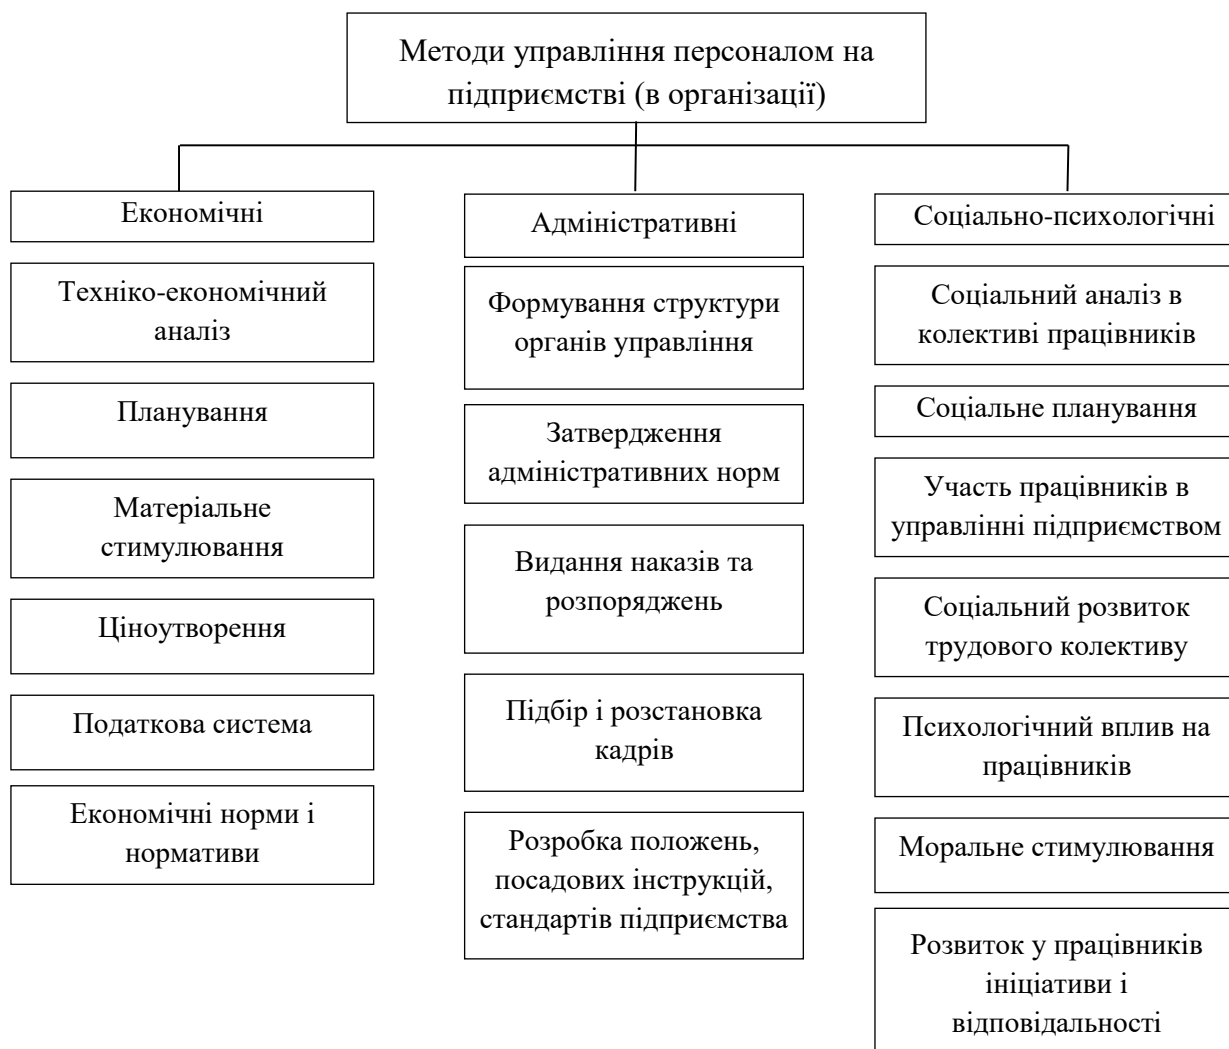 Методи управління персоналом на
підприємстві (в організації)
Економічні
Техніко-економічний
аналіз
Планування
Матеріальне
стимулювання
Ціноутворення
Податкова система
Економічні норми і
нормативи
Адміністративні
Формування структури
органів управління
Затвердження
адміністративних норм
Видання наказів та
розпоряджень
Підбір і розстановка
кадрів
Розробка положень,
посадових інструкцій,
стандартів підприємства
Соціально-психологічні
Соціальний аналіз в
колективі працівників
Соціальне планування
Участь працівників в
управлінні підприємством
Соціальний розвиток
трудового колективу
Психологічний вплив на
працівників
Моральне стимулювання
Розвиток у працівників
ініціативи і
відповідальності